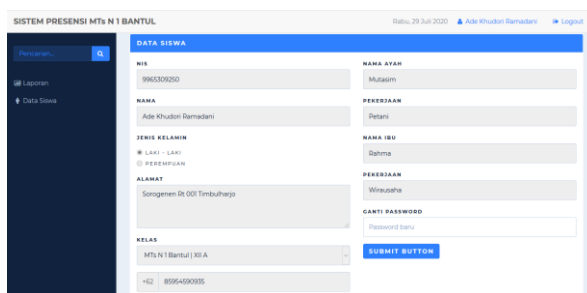 SISTEM PRESENSI MTs N 1 BANTUL
Rabu, 29 Juli 2020 Ade Khudori Ramadani Logout
Pencarian...
Laporan
Data Siswa
DATA SISWA
NIS
9965309250
NAMA
Ade Khudori Ramadani
JENIS KELAMIN
LAKI - LAKI
PEREMPUAN
ALAMAT
Sorogenen Rt 001 Timbulharjo
KELAS
MTs N 1 Bantul | XII A
+62 85954590935
NAMA AYAH
Mutasim
PEKERJAAN
Petani
NAMA IBU
Rahma
PEKERJAAN
Wirausaha
GANTI PASSWORD
Password baru
SUBMIT BUTTON